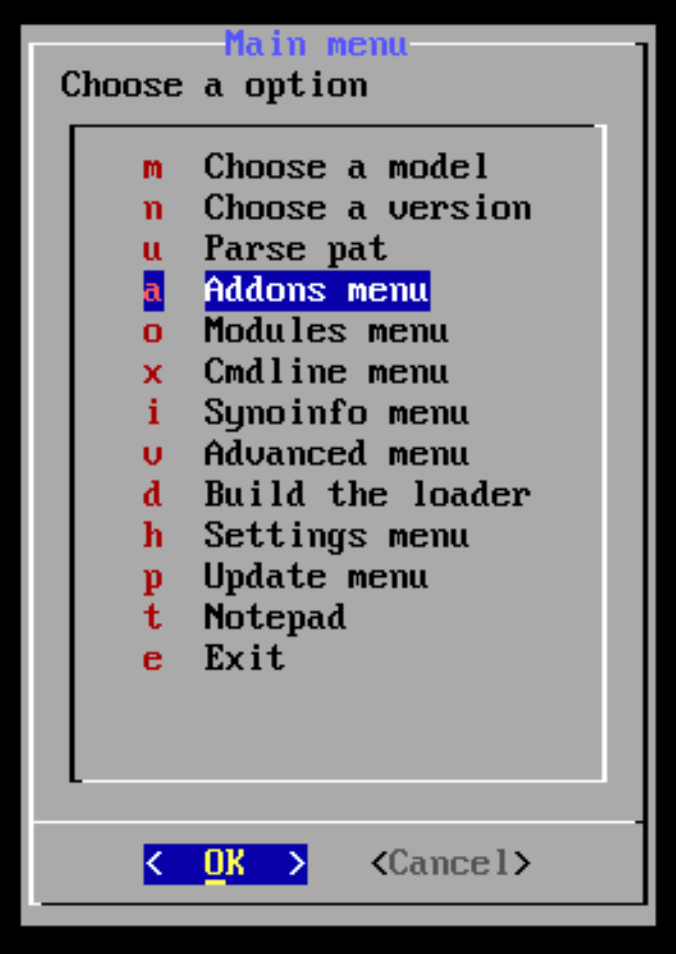 Main menu
Choose a option
m Choose a model
n Choose a version
u Parse pat
a Addons menu
o Modules menu
x Cmdline menu
i Synoinfo menu
v Advanced menu
d Build the loader
h Settings menu
p Update menu
t Notepad
e Exit
< OK > <Cancel>